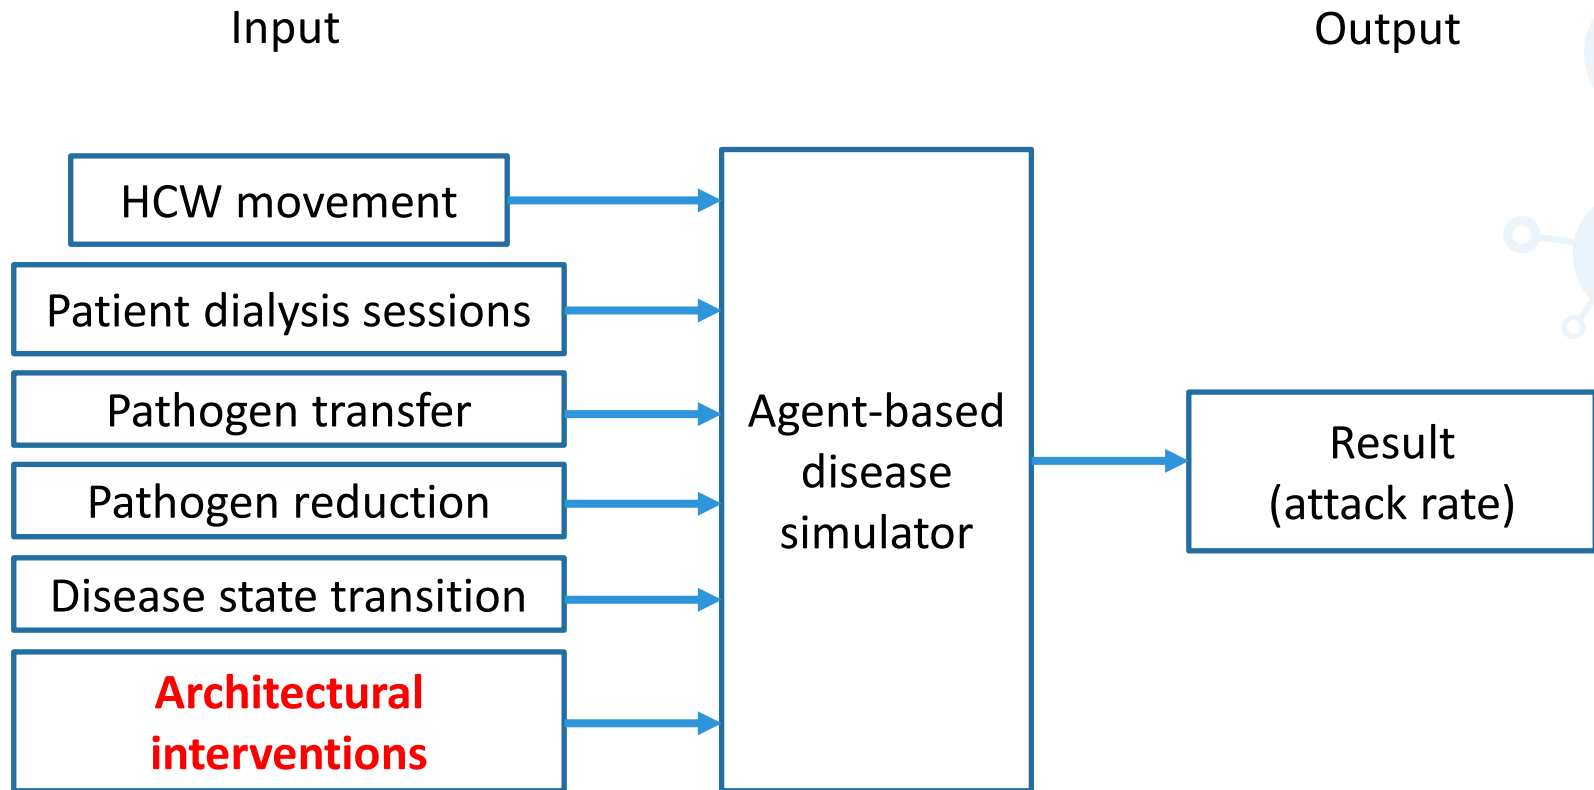 Input
Output
HCW movement
Patient dialysis sessions
Pathogen transfer
Pathogen reduction
Disease state transition
Architectural
interventions
Agent-based
disease
simulator
Result
(attack rate)